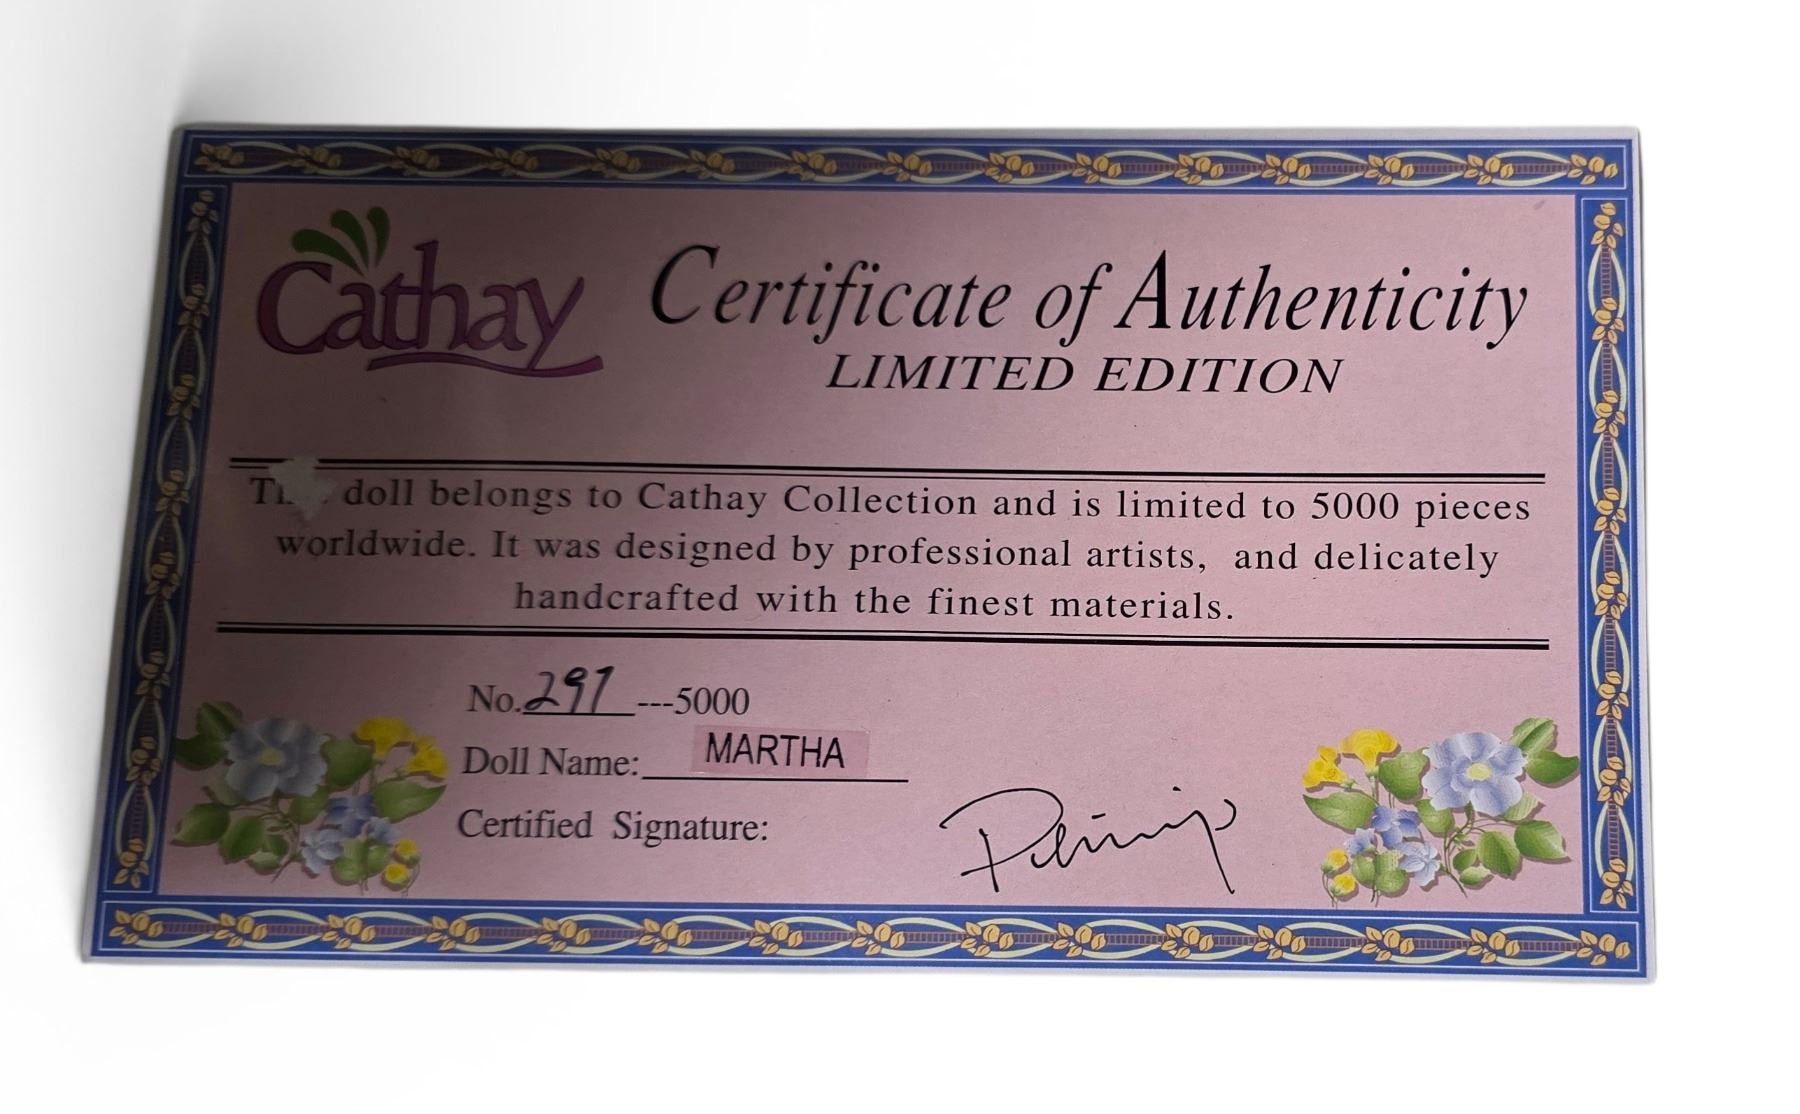 Cathay
Certificate of Authenticity
LIMITED EDITION
doll belongs to Cathay Collection and is limited to 5000 pieces
worldwide. It was designed by professional artists, and delicately
handcrafted with the finest materials.
No. 291 ---5000
Doll Name: MARTHA
Certified Signature: